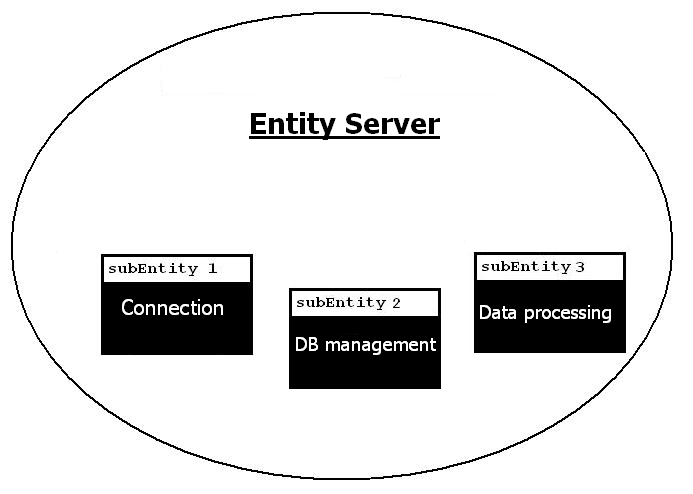 Entity Server
subEntity 1
Connection
subEntity 2
DB management
subEntity 3
Data processing